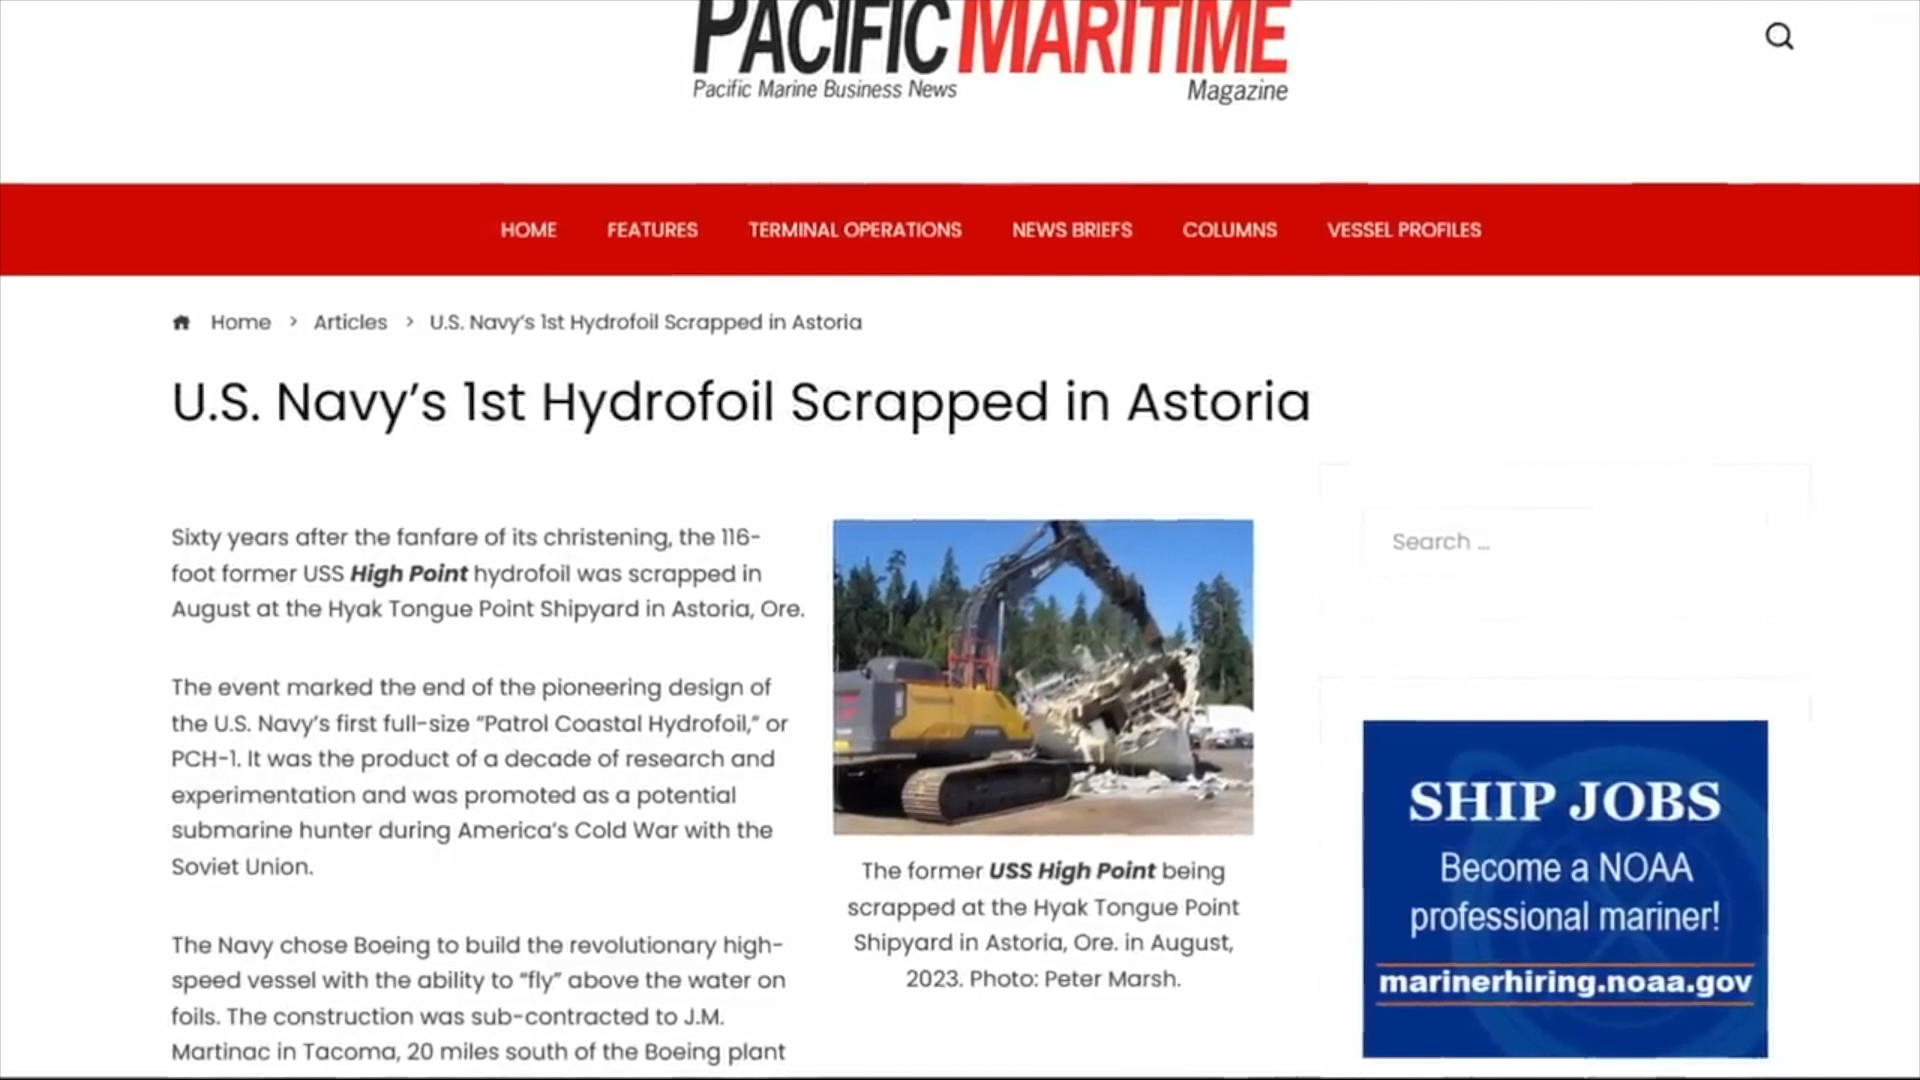 PACIFIC MARITIME
Pacific Marine Business News
Magazine
HOME
FEATURES
TERMINAL OPERATIONS
NEWS BRIEFS
COLUMNS
VESSEL PROFILES
Home > Articles > U.S. Navy’s 1st Hydrofoil Scrapped in Astoria
U.S. Navy’s 1st Hydrofoil Scrapped in Astoria
Sixty years after the fanfare of its christening, the 116-
foot former USS High Point hydrofoil was scrapped in
August at the Hyak Tongue Point Shipyard in Astoria, Ore.
The event marked the end of the pioneering design of
the U.S. Navy’s first full-size “Patrol Coastal Hydrofoil,” or
PCH-1. It was the product of a decade of research and
experimentation and was promoted as a potential
submarine hunter during America’s Cold War with the
Soviet Union.
The Navy chose Boeing to build the revolutionary high-
speed vessel with the ability to “fly” above the water on
foils. The construction was sub-contracted to J.M.
Martinac in Tacoma, 20 miles south of the Boeing plant
The former USS High Point being
scrapped at the Hyak Tongue Point
Shipyard in Astoria, Ore. in August,
2023. Photo: Peter Marsh.
Search …
SHIP JOBS
Become a NOAA
professional mariner!
marinerhiring.noaa.gov